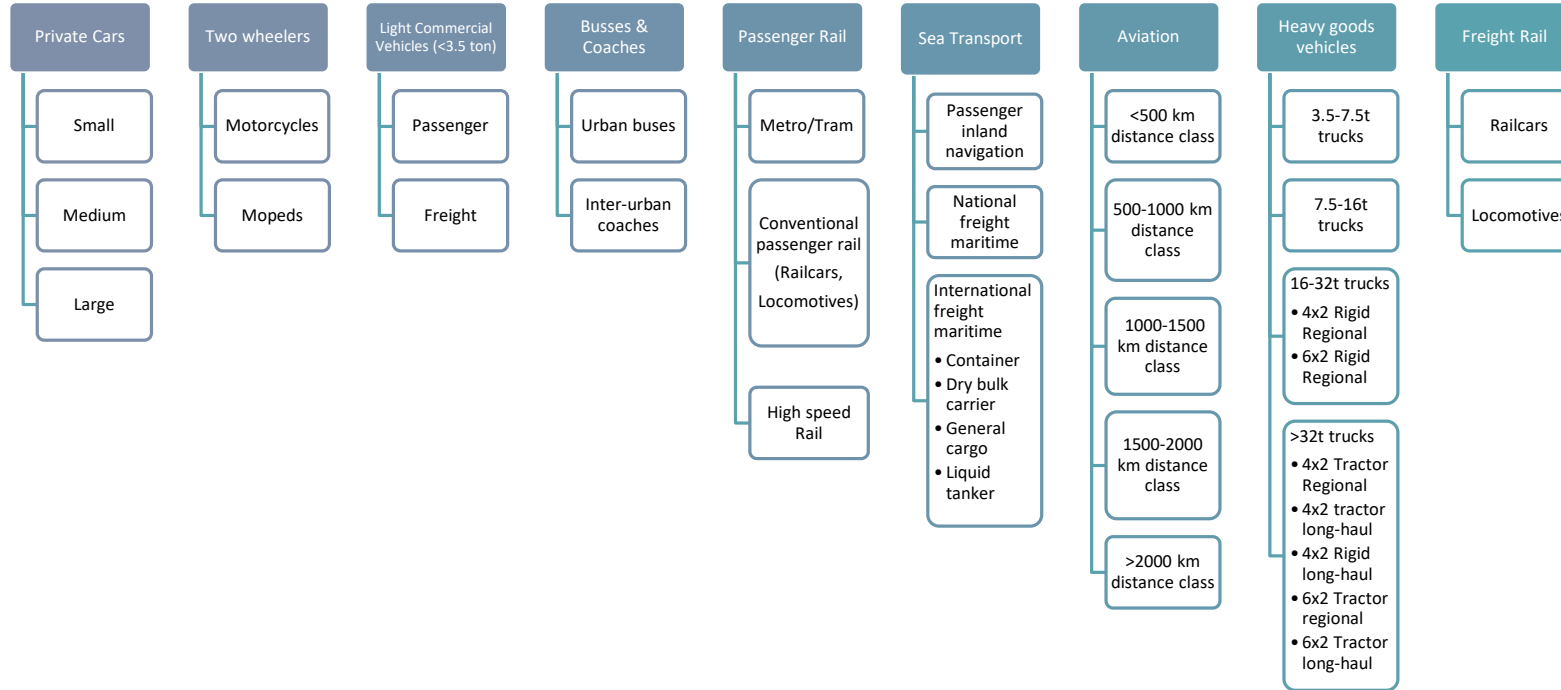 Private Cars
Small
Medium
Large
Two wheelers
Motorcycles
Mopeds
Light Commercial
Vehicles (<3.5 ton)
Passenger
Freight
Busses &
Coaches
Urban buses
Inter-urban
coaches
Passenger Rail
Metro/Tram
Conventional
passenger rail
(Railcars,
Locomotives)
High speed
Rail
Sea Transport
Passenger
inland
navigation
National
freight
maritime
International
freight
maritime
• Container
• Dry bulk
carrier
• General
cargo
• Liquid
tanker
Aviation
<500 km
distance class
500-1000 km
distance
class
1000-1500
km distance
class
1500-2000
km distance
class
>2000 km
distance class
Heavy goods
vehicles
3.5-7.5t
trucks
7.5-16t
trucks
16-32t trucks
• 4x2 Rigid
Regional
• 6x2 Rigid
Regional
>32t trucks
• 4x2 Tractor
Regional
• 4x2 tractor
long-haul
• 4x2 Rigid
long-haul
• 6x2 Tractor
regional
• 6x2 Tractor
long-haul
Freight Rail
Railcars
Locomotives